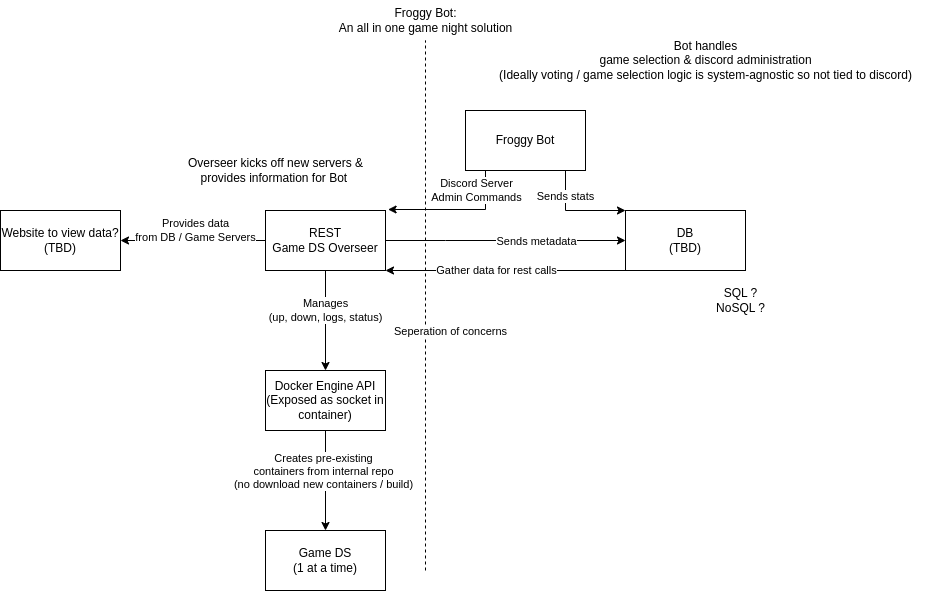 Froggy Bot:
An all in one game night solution
Bot handles
game selection & discord administration
(Ideally voting / game selection logic is system-agnostic so not tied to discord)
Froggy Bot
Overseer kicks off new servers &
provides information for Bot
Discord Server
Admin Commands
Sends stats
Website to view data?
(TBD)
Provides data
from DB / Game Servers
REST
Game DS Overseer
Sends metadata
DB
(TBD)
Gather data for rest calls
SQL ?
NoSQL ?
Manages
(up, down, logs, status)
Seperation of concerns
Docker Engine API
(Exposed as socket in
container)
Creates pre-existing
containers from internal repo
(no download new containers / build)
Game DS
(1 at a time)